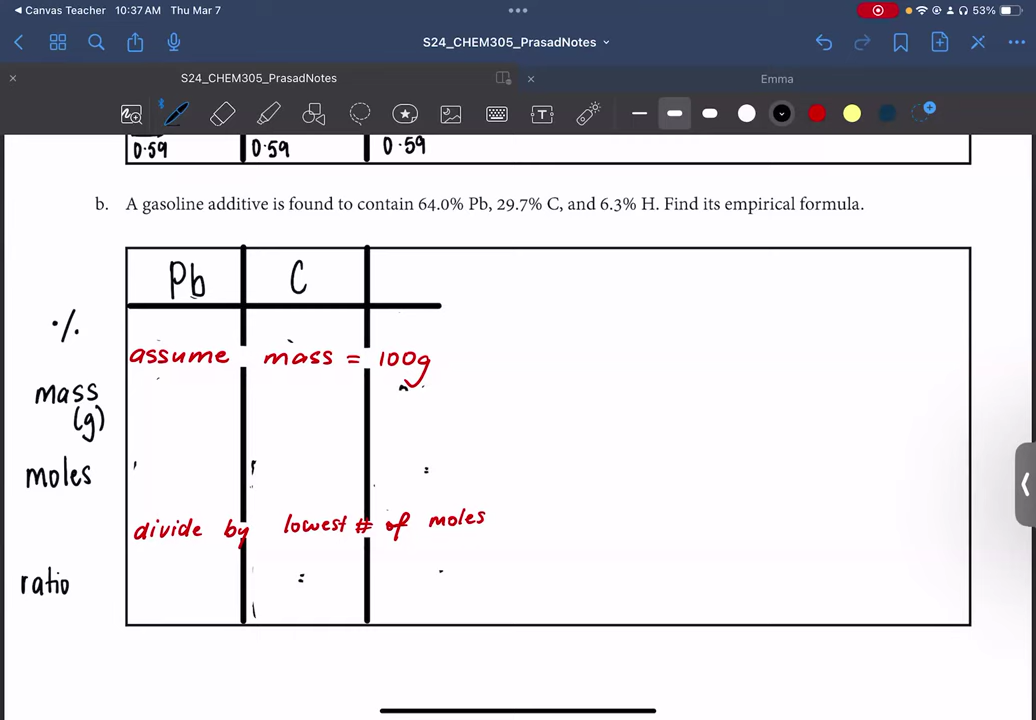 Canvas Teacher 10:37 AM Thu Mar 7 53%
S24_CHEM305_PrasadNotes
S24_CHEM305_PrasadNotes Emma
0.59 0.59 0.59
b. A gasoline additive is found to contain 64.0% Pb, 29.7% C, and 6.3% H. Find its empirical formula.
Pb C
%
assume mass = 100g
mass
(g)
moles
divide by lowest # of moles
ratio